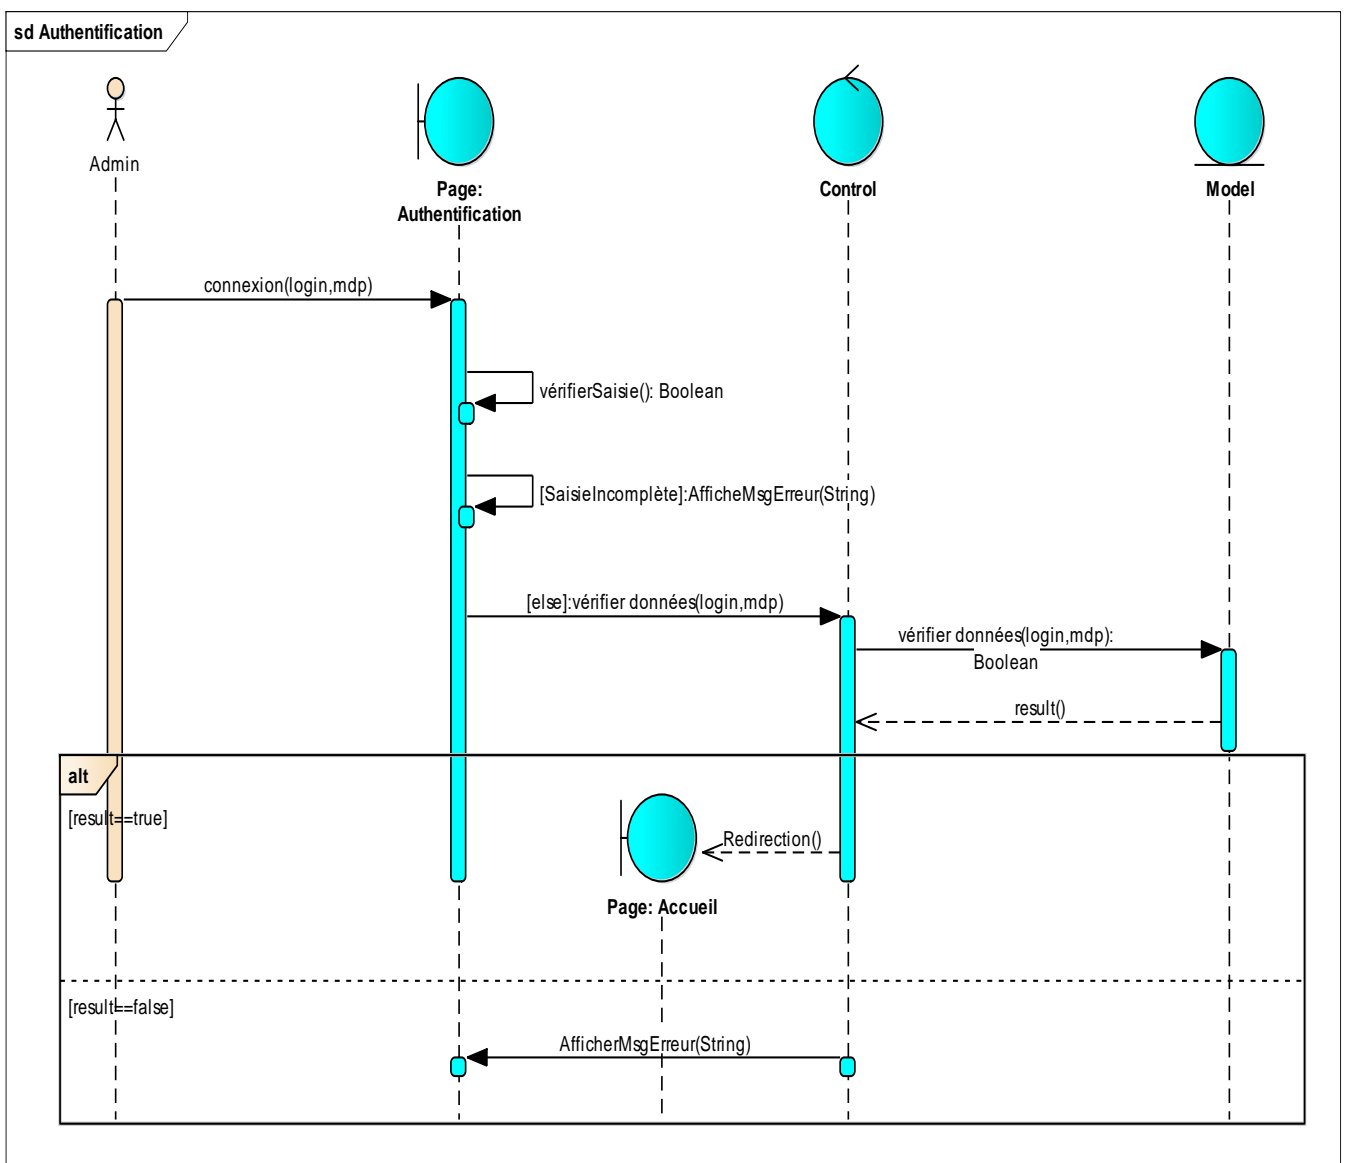 sd Authentification
Admin
Page:
Authentification
Control
Model
connexion(login,mdp)
vérifierSaisie(): Boolean
[SaisieIncomplète]:AfficheMsgErreur(String)
[else]:vérifier données(login,mdp)
vérifier données(login,mdp):
Boolean
result()
alt
[result==true]
Redirection()
Page: Accueil
[result==false]
AfficherMsgErreur(String)